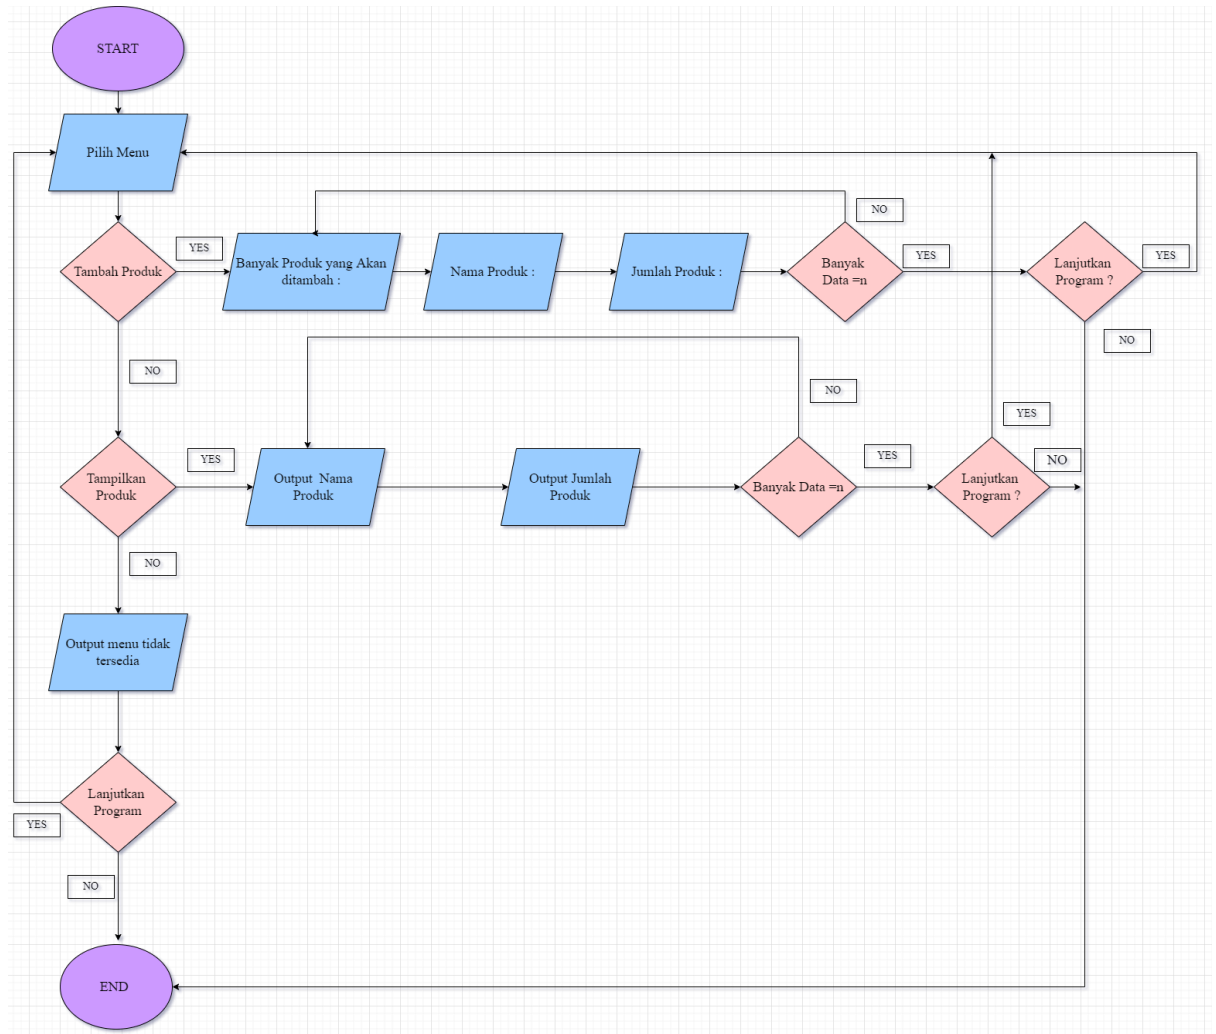 START
Pilih Menu
NO
Tambah Produk
YES
Banyak Produk yang Akan
ditambah :
Nama Produk :
Jumlah Produk :
Banyak
Data =n
YES
Lanjutkan
Program ?
YES
NO
NO
NO
Tampilkan
Produk
YES
Output  Nama
Produk
Output Jumlah
Produk
Banyak Data =n
YES
Lanjutkan
Program ?
YES
NO
NO
Output menu tidak
tersedia
Lanjutkan
Program
YES
NO
END